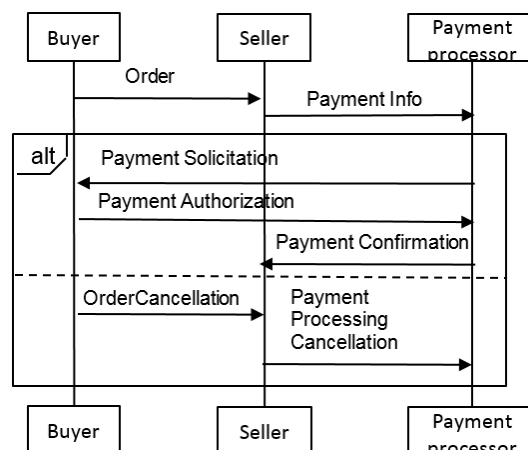 Buyer
Seller
Payment
processor
Order
Payment Info
alt
Payment Solicitation
Payment Authorization
Payment Confirmation
OrderCancellation
Payment
Processing
Cancellation
Buyer
Seller
Payment
processor